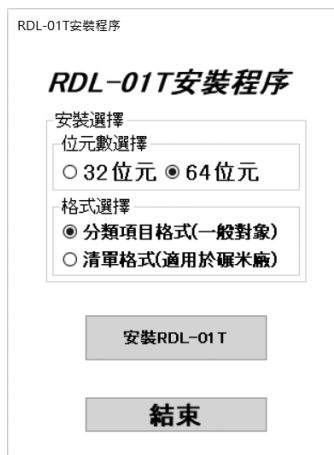 RDL-01T安裝程序
RDL-01T安裝程序
安裝選擇
位元數選擇
32位元 64位元
格式選擇
分類項目格式(一般對象)
清單格式(適用於碾米廠)
安裝RDL-01T
結束